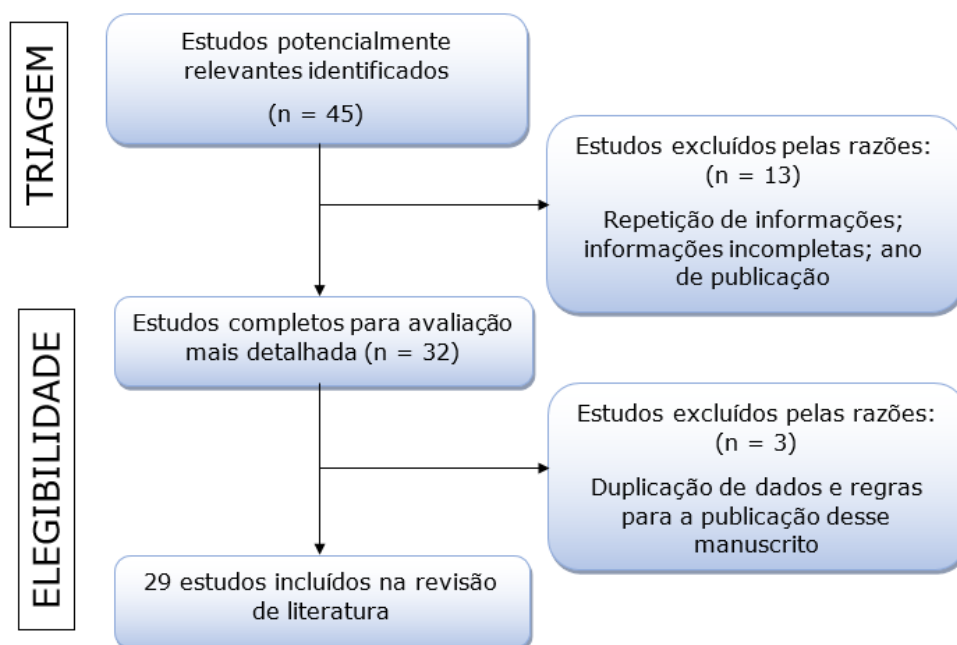 TRIAGEM
Estudos potencialmente
relevantes identificados
(n = 45)
Estudos excluídos pelas razões:
(n = 13)
Repetição de informações;
informações incompletas; ano
de publicação
ELEGIBILIDADE
Estudos completos para avaliação
mais detalhada (n = 32)
Estudos excluídos pelas razões:
(n = 3)
Duplicação de dados e regras
para a publicação desse
manuscrito
29 estudos incluídos na revisão
de literatura